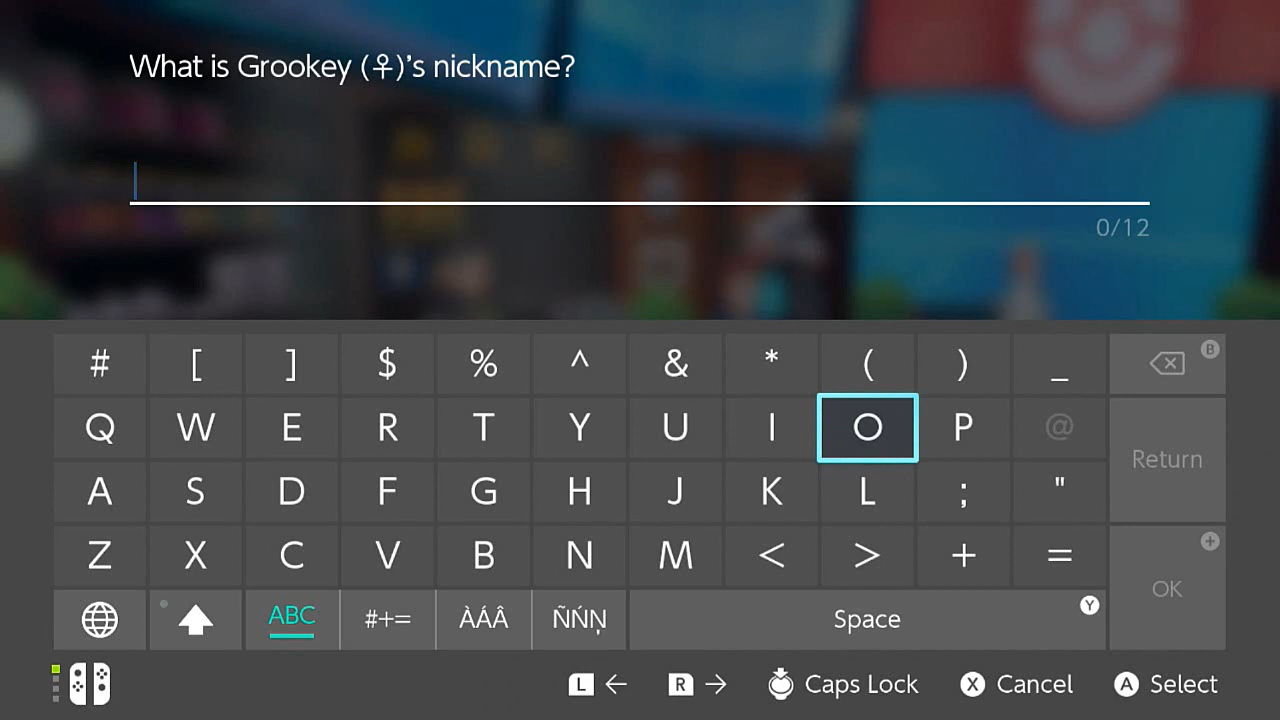 What is Grookey (♀)'s nickname?
0/12
# [ ] $ % ^ & * ( ) _ B
Q W E R T Y U I O P @ Return
A S D F G H J K L ; "
Z X C V B N M < > + = + OK
ABC #+= ÀÁÂ ÑŃŅ Space Y
L ← R → Caps Lock X Cancel A Select